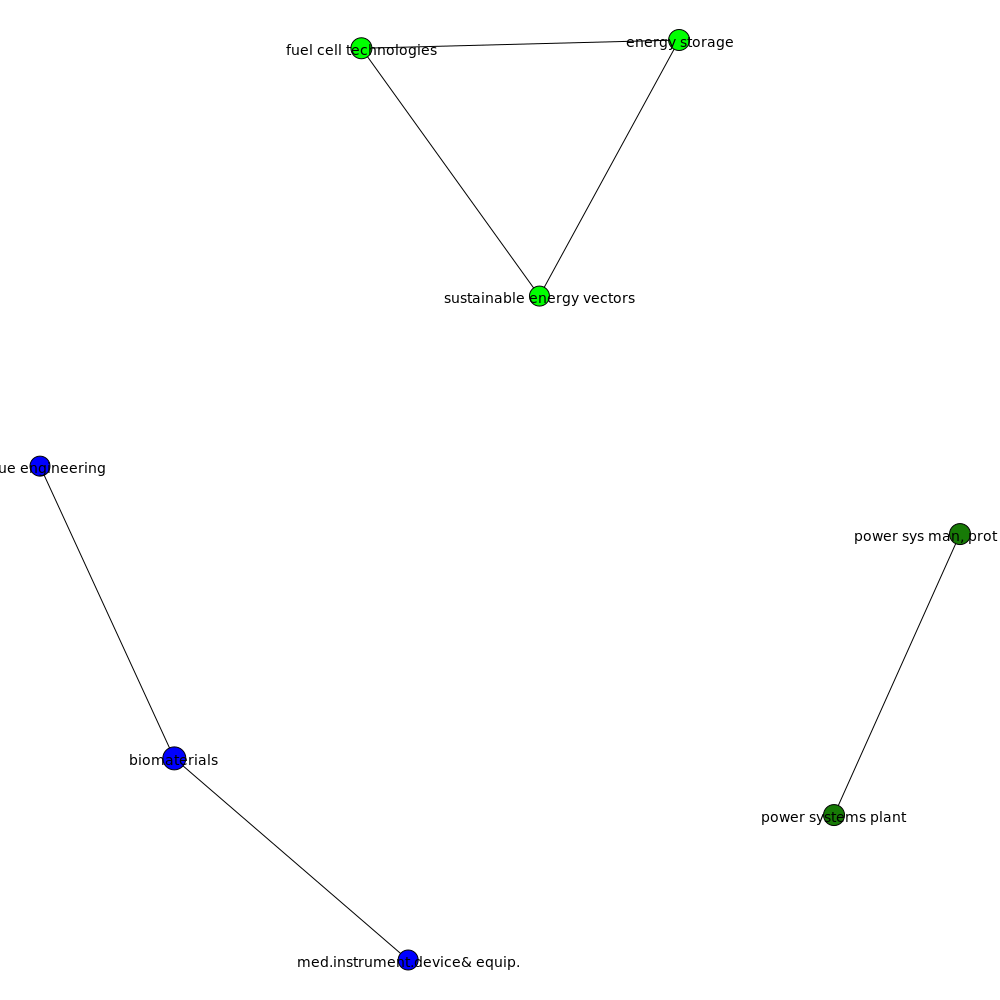 energy storage
fuel cell technologies
sustainable energy vectors
ue engineering
power sys man, prot
biomaterials
power systems plant
med.instrument.device& equip.